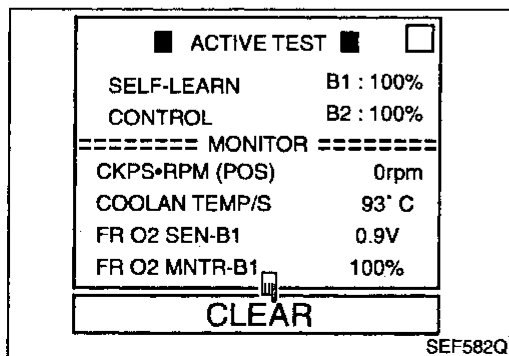 ■ ACTIVE TEST ■ □
SELF-LEARN B1 : 100%
CONTROL B2 : 100%
======== MONITOR ========
CKPS•RPM (POS) 0rpm
COOLAN TEMP/S 93° C
FR O2 SEN-B1 0.9V
FR O2 MNTR-B1 100%
CLEAR
SEF582Q